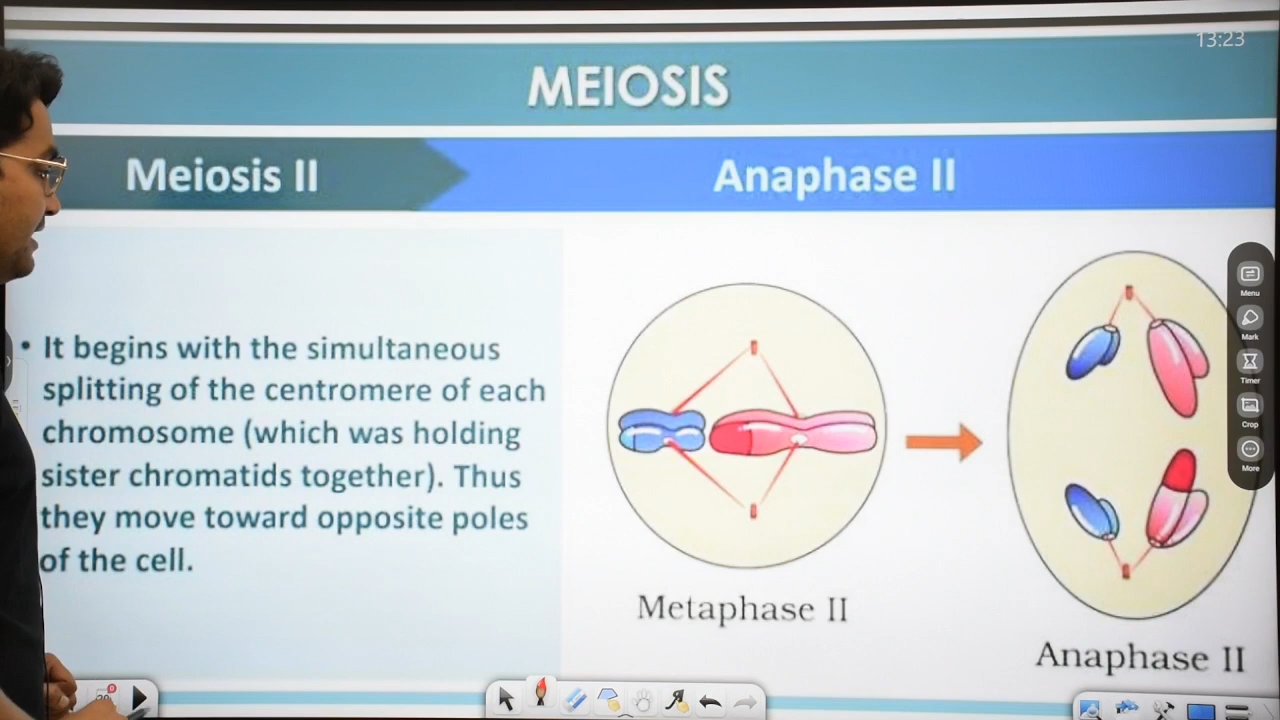 13:23
MEIOSIS
Meiosis II
Anaphase II
• It begins with the simultaneous
splitting of the centromere of each
chromosome (which was holding
sister chromatids together). Thus
they move toward opposite poles
of the cell.
Metaphase II
Anaphase II
Menu
Mark
Timer
Crop
More